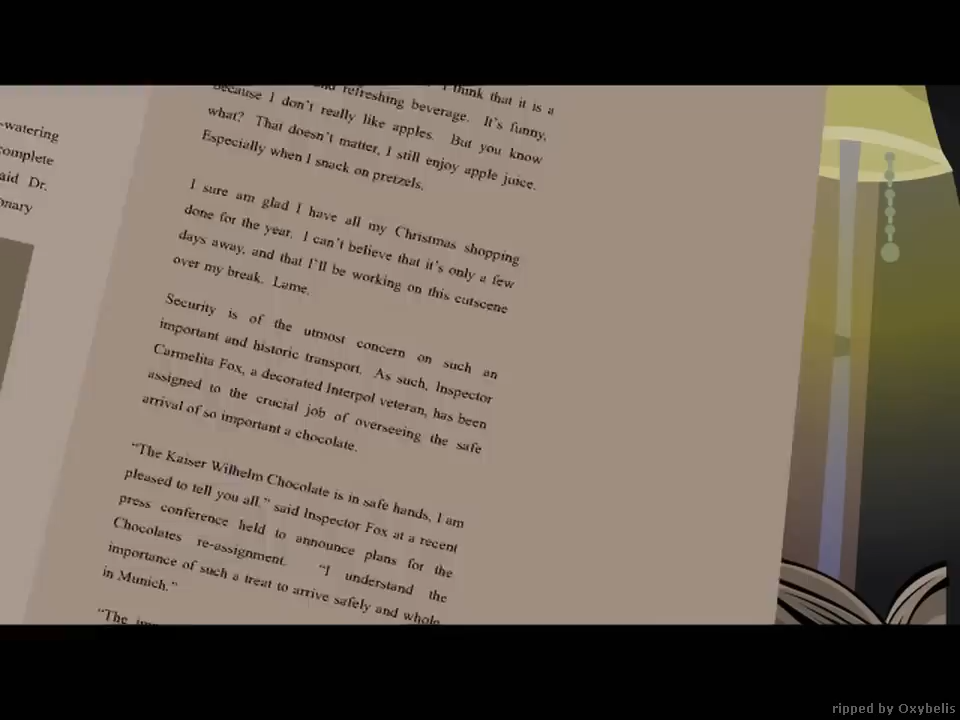 -watering
complete
aid Dr.
onary
I think that it is a
and refreshing beverage. It's funny,
because I don't really like apples. But you know
what? That doesn't matter, I still enjoy apple juice.
Especially when I snack on pretzels.
I sure am glad I have all my Christmas shopping
done for the year. I can't believe that it's only a few
days away, and that I'll be working on this cutscene
over my break. Lame.
Security is of the utmost concern on such an
important and historic transport. As such, Inspector
Carmelita Fox, a decorated Interpol veteran, has been
assigned to the crucial job of overseeing the safe
arrival of so important a chocolate.
"The Kaiser Wilhelm Chocolate is in safe hands, I am
pleased to tell you all." said Inspector Fox at a recent
press conference held to announce plans for the
Chocolates re-assignment. "I understand the
importance of such a treat to arrive safely and whole
in Munich."
"The
ripped by Oxybelis